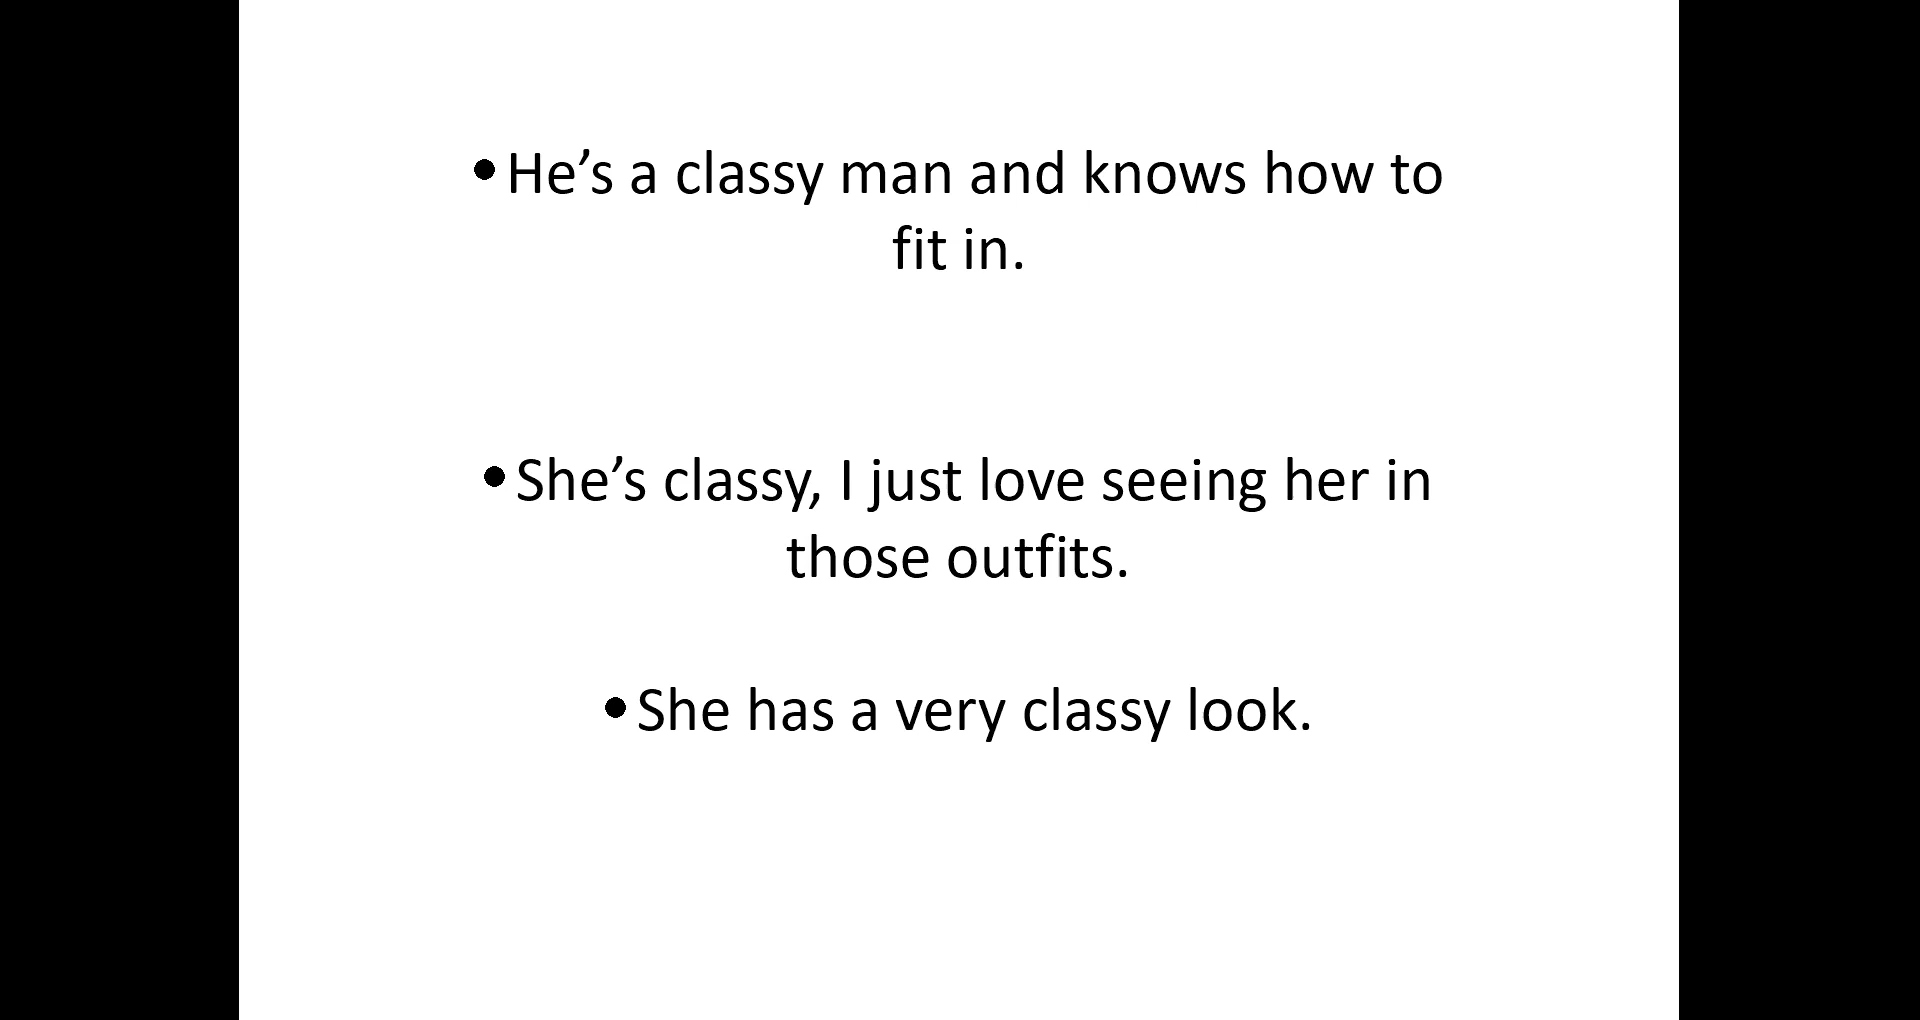 •He’s a classy man and knows how to
fit in.
•She’s classy, I just love seeing her in
those outfits.
•She has a very classy look.